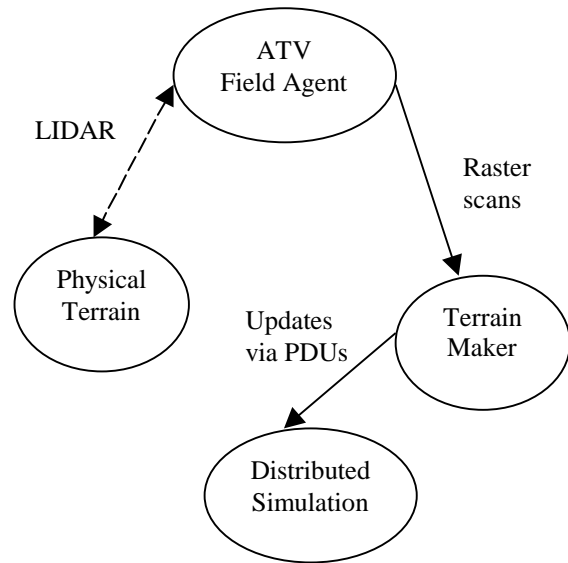 ATV
Field Agent
LIDAR
Raster
scans
Physical
Terrain
Updates
via PDUs
Terrain
Maker
Distributed
Simulation